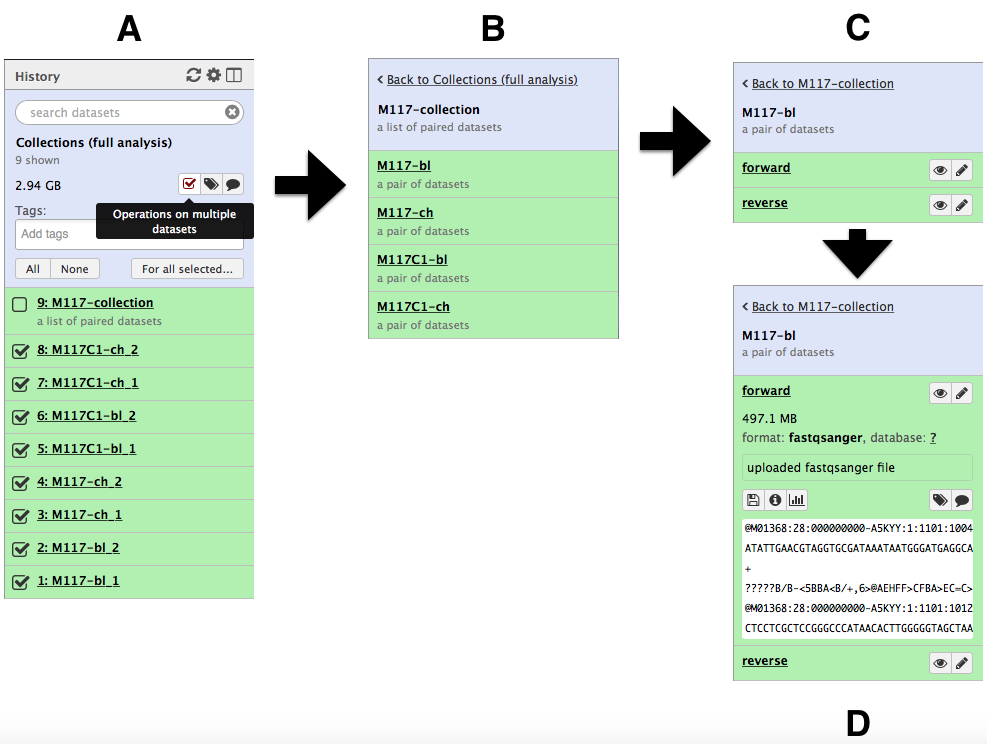 A
History
search datasets
Collections (full analysis)
9 shown
2.94 GB
Operations on multiple
datasets
Tags:
Add tags
All
None
For all selected...
9: M117-collection
a list of paired datasets
8: M117C1-ch_2
7: M117C1-ch_1
6: M117C1-bl_2
5: M117C1-bl_1
4: M117-ch_2
3: M117-ch_1
2: M117-bl_2
1: M117-bl_1
B
< Back to Collections (full analysis)
M117-collection
a list of paired datasets
M117-bl
a pair of datasets
M117-ch
a pair of datasets
M117C1-bl
a pair of datasets
M117C1-ch
a pair of datasets
C
< Back to M117-collection
M117-bl
a pair of datasets
forward
reverse
< Back to M117-collection
M117-bl
a pair of datasets
forward
497.1 MB
format: fastqsanger, database: ?
uploaded fastqsanger file
@M01368:Z8:000000000-A5KYY:1:1101:1004
ATATTGAACGTAGGTGCGATAAATAATGGGATGAGGCA
+
?????B/B-<5BBA<B/+,6>@AEHFF>CFBA>EC=C>
@M01368:Z8:000000000-A5KYY:1:1101:101Z
CTCCTCGCTCCGGGCCCATAACACTTGGGGGTAGCTAA
reverse
D